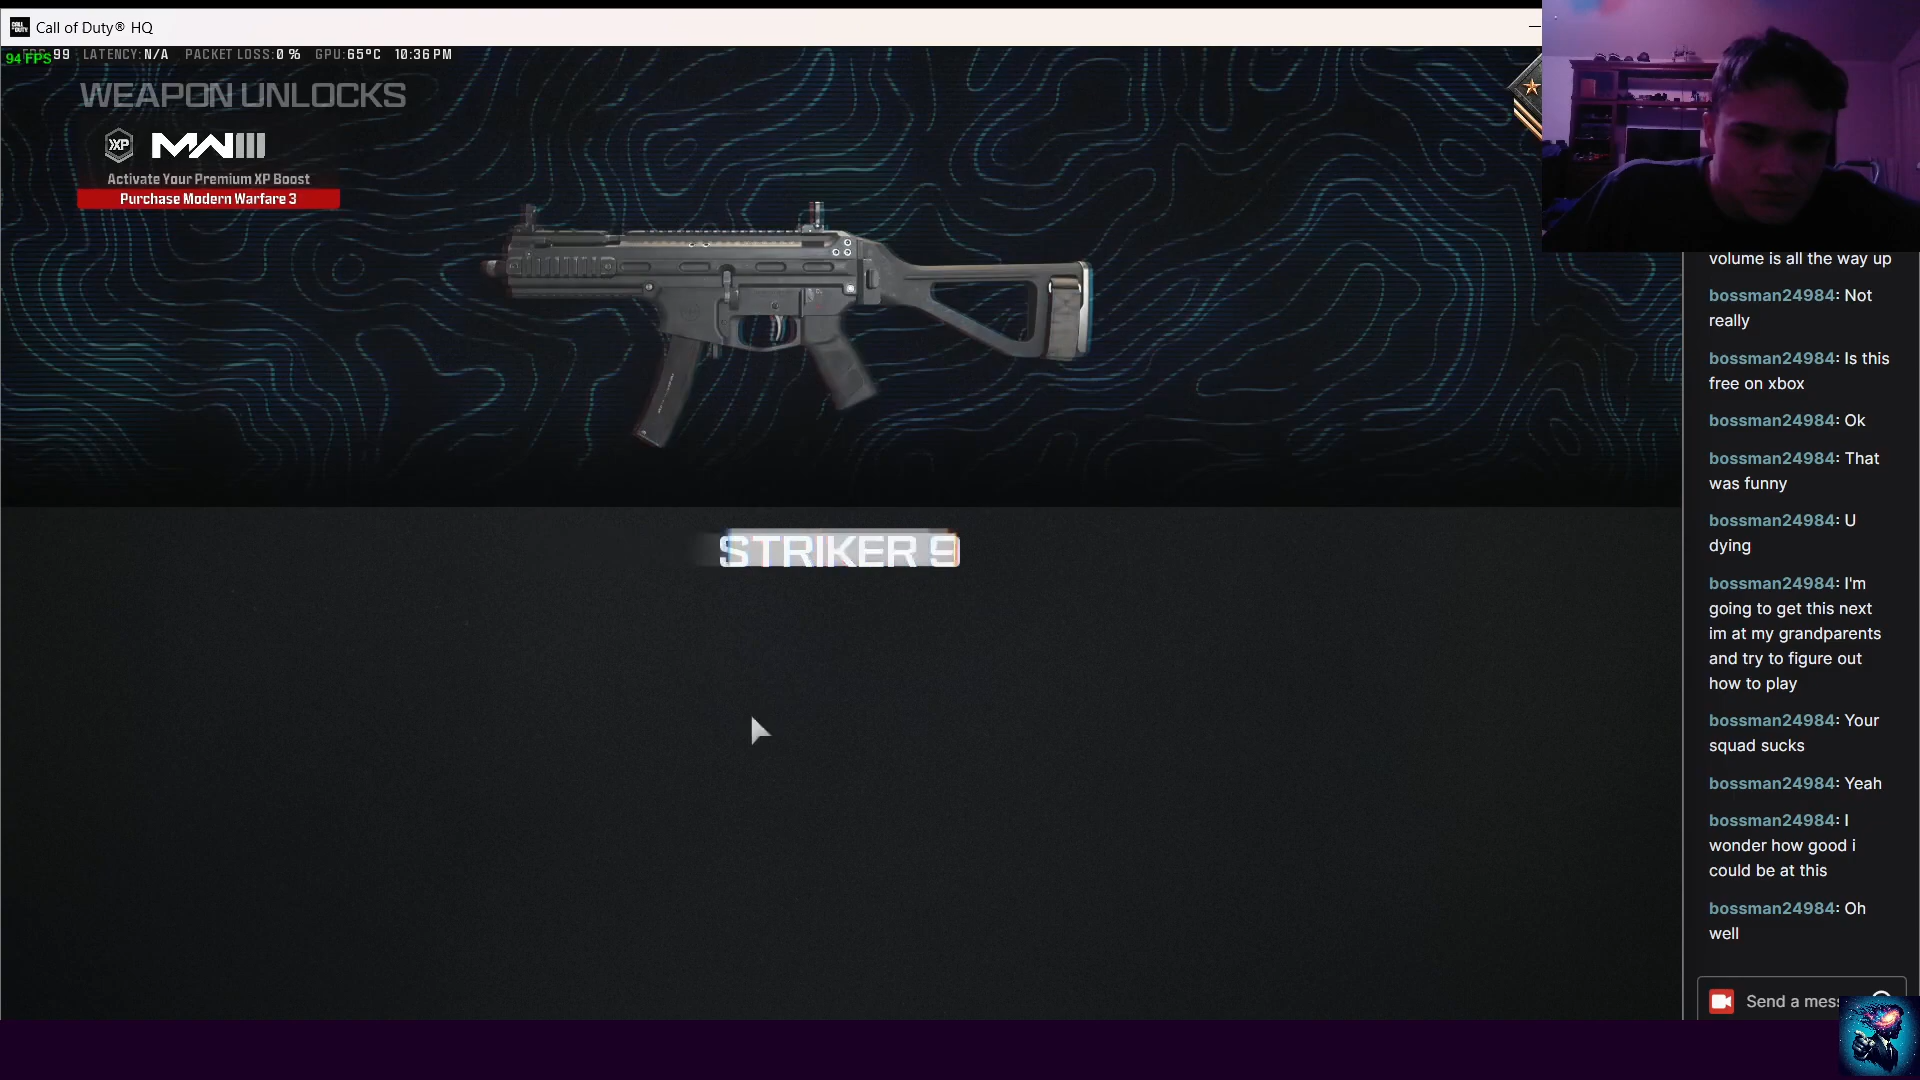 Call of Duty® HQ
94 FPS 99 LATENCY:N/A PACKET LOSS:0 % GPU:65°C 10:36 PM
WEAPON UNLOCKS
XP MWIII
Activate Your Premium XP Boost
Purchase Modern Warfare 3
STRIKER 9
volume is all the way up
bossman24984: Not
really
bossman24984: Is this
free on xbox
bossman24984: Ok
bossman24984: That
was funny
bossman24984: U
dying
bossman24984: I'm
going to get this next
im at my grandparents
and try to figure out
how to play
bossman24984: Your
squad sucks
bossman24984: Yeah
bossman24984: I
wonder how good i
could be at this
bossman24984: Oh
well
Send a mess